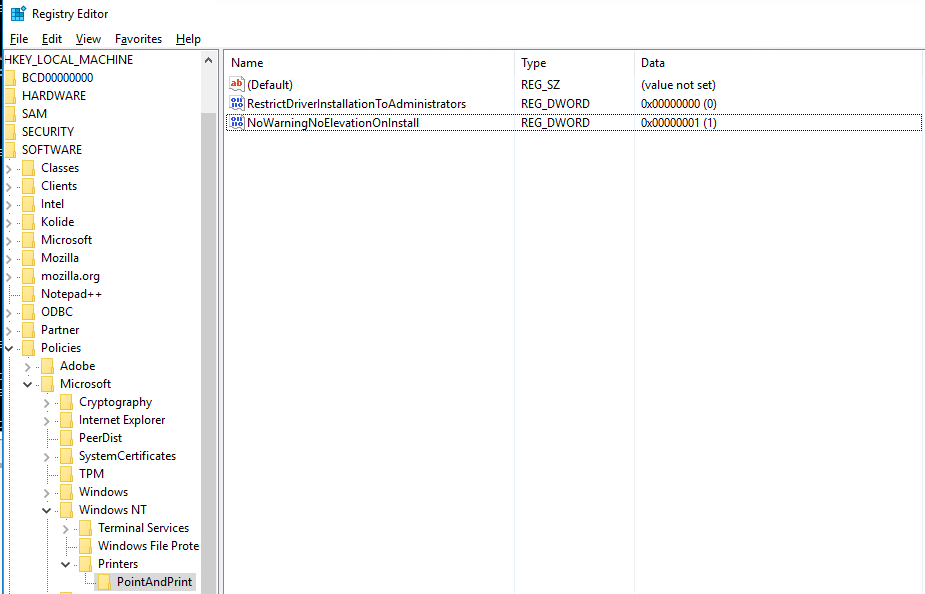 Registry Editor
File Edit View Favorites Help
HKEY_LOCAL_MACHINE
BCD00000000
HARDWARE
SAM
SECURITY
SOFTWARE
Classes
Clients
Intel
Kolide
Microsoft
Mozilla
mozilla.org
Notepad++
ODBC
Partner
Policies
Adobe
Microsoft
Cryptography
Internet Explorer
PeerDist
SystemCertificates
TPM
Windows
Windows NT
Terminal Services
Windows File Prote
Printers
PointAndPrint
Name Type Data
ab (Default) REG_SZ (value not set)
RestrictDriverInstallationToAdministrators REG_DWORD 0x00000000 (0)
NoWarningNoElevationOnInstall REG_DWORD 0x00000001 (1)